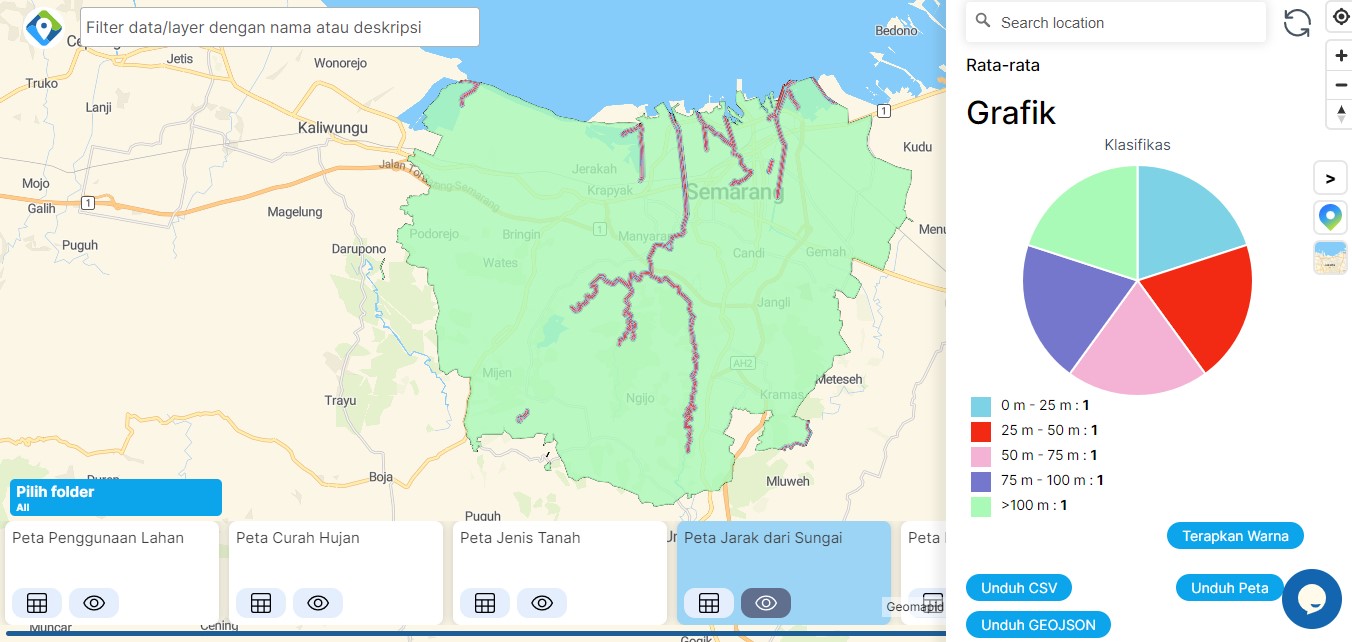 Filter data/layer dengan nama atau deskripsi
Bedono
Jetis
Wonorejo
Truko
Lanji
Kaliwungu
1
Kudu
Jerakah
Krapyak
Semarang
Mojo
Galih
1
Magelung
Puguh
Darupono
Podorejo
Bringin
1
Manyaran
Candi
Gemah
Wates
Jangli
AH2
Mijen
Ngijo
Kramas
Meteseh
Trayu
Boja
Mluweh
Puguh
Pilih folder
All
Peta Penggunaan Lahan
Peta Curah Hujan
Peta Jenis Tanah
Peta Jarak dari Sungai
Peta
Geomapid
Muncar
Cening
Gogik
Search location
Rata-rata
Grafik
Klasifikas
0 m - 25 m : 1
25 m - 50 m : 1
50 m - 75 m : 1
75 m - 100 m : 1
>100 m : 1
Terapkan Warna
Unduh CSV
Unduh Peta
Unduh GEOJSON
+
-
>